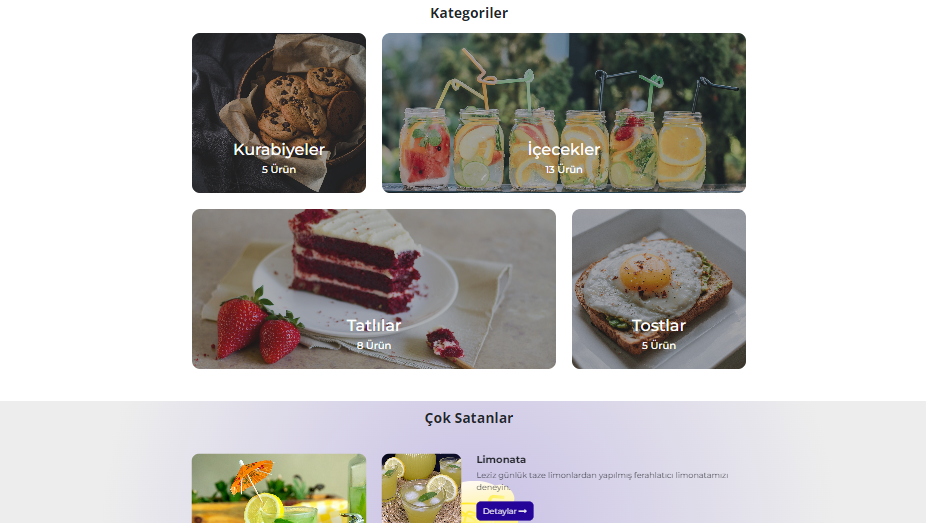 Kategoriler
Kurabiyeler
5 Ürün
İçecekler
13 Ürün
Tatlılar
8 Ürün
Tostlar
5 Ürün
Çok Satanlar
Limonata
Leziz günlük taze limonlardan yapılmış ferahlatıcı limonatamızı
deneyin.
Detaylar